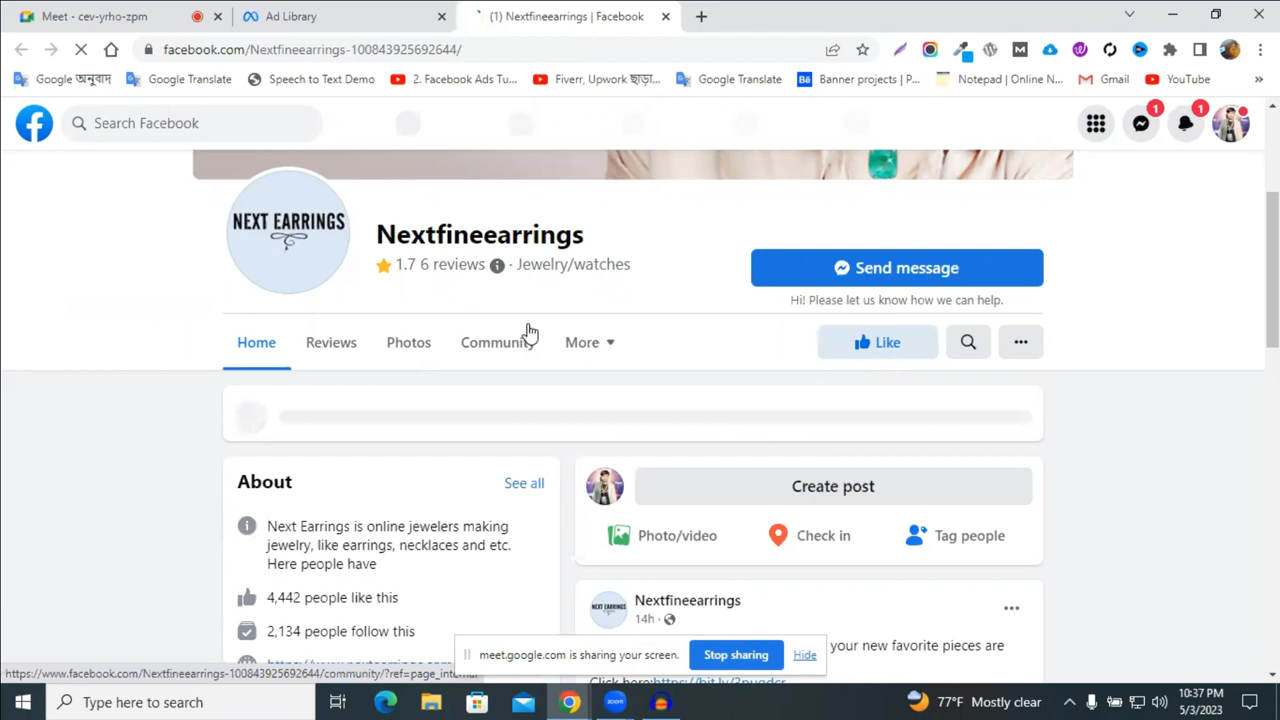 Meet - cev-yrho-zpm
Ad Library
(1) Nextfineearrings | Facebook
facebook.com/Nextfineearrings-100843925692644/
Google অনুবাদ
Google Translate
Speech to Text Demo
2. Facebook Ads Tu...
Fiverr, Upwork ছাড়া...
Google Translate
Banner projects | P...
Notepad | Online N...
Gmail
YouTube
Search Facebook
1
1
NEXT EARRINGS
Nextfineearrings
1.7 6 reviews · Jewelry/watches
Send message
Hi! Please let us know how we can help.
Home
Reviews
Photos
Community
More
Like
About
See all
Next Earrings is online jewelers making
jewelry, like earrings, necklaces and etc.
Here people have
4,442 people like this
2,134 people follow this
Create post
Photo/video
Check in
Tag people
NEXT EARRINGS
Nextfineearrings
14h
your new favorite pieces are
meet.google.com is sharing your screen.
Stop sharing
Hide
https://www.facebook.com/Nextfineearrings-100843925692644/community/?ref=page_internal
Type here to search
zoom
77°F Mostly clear
10:37 PM
5/3/2023